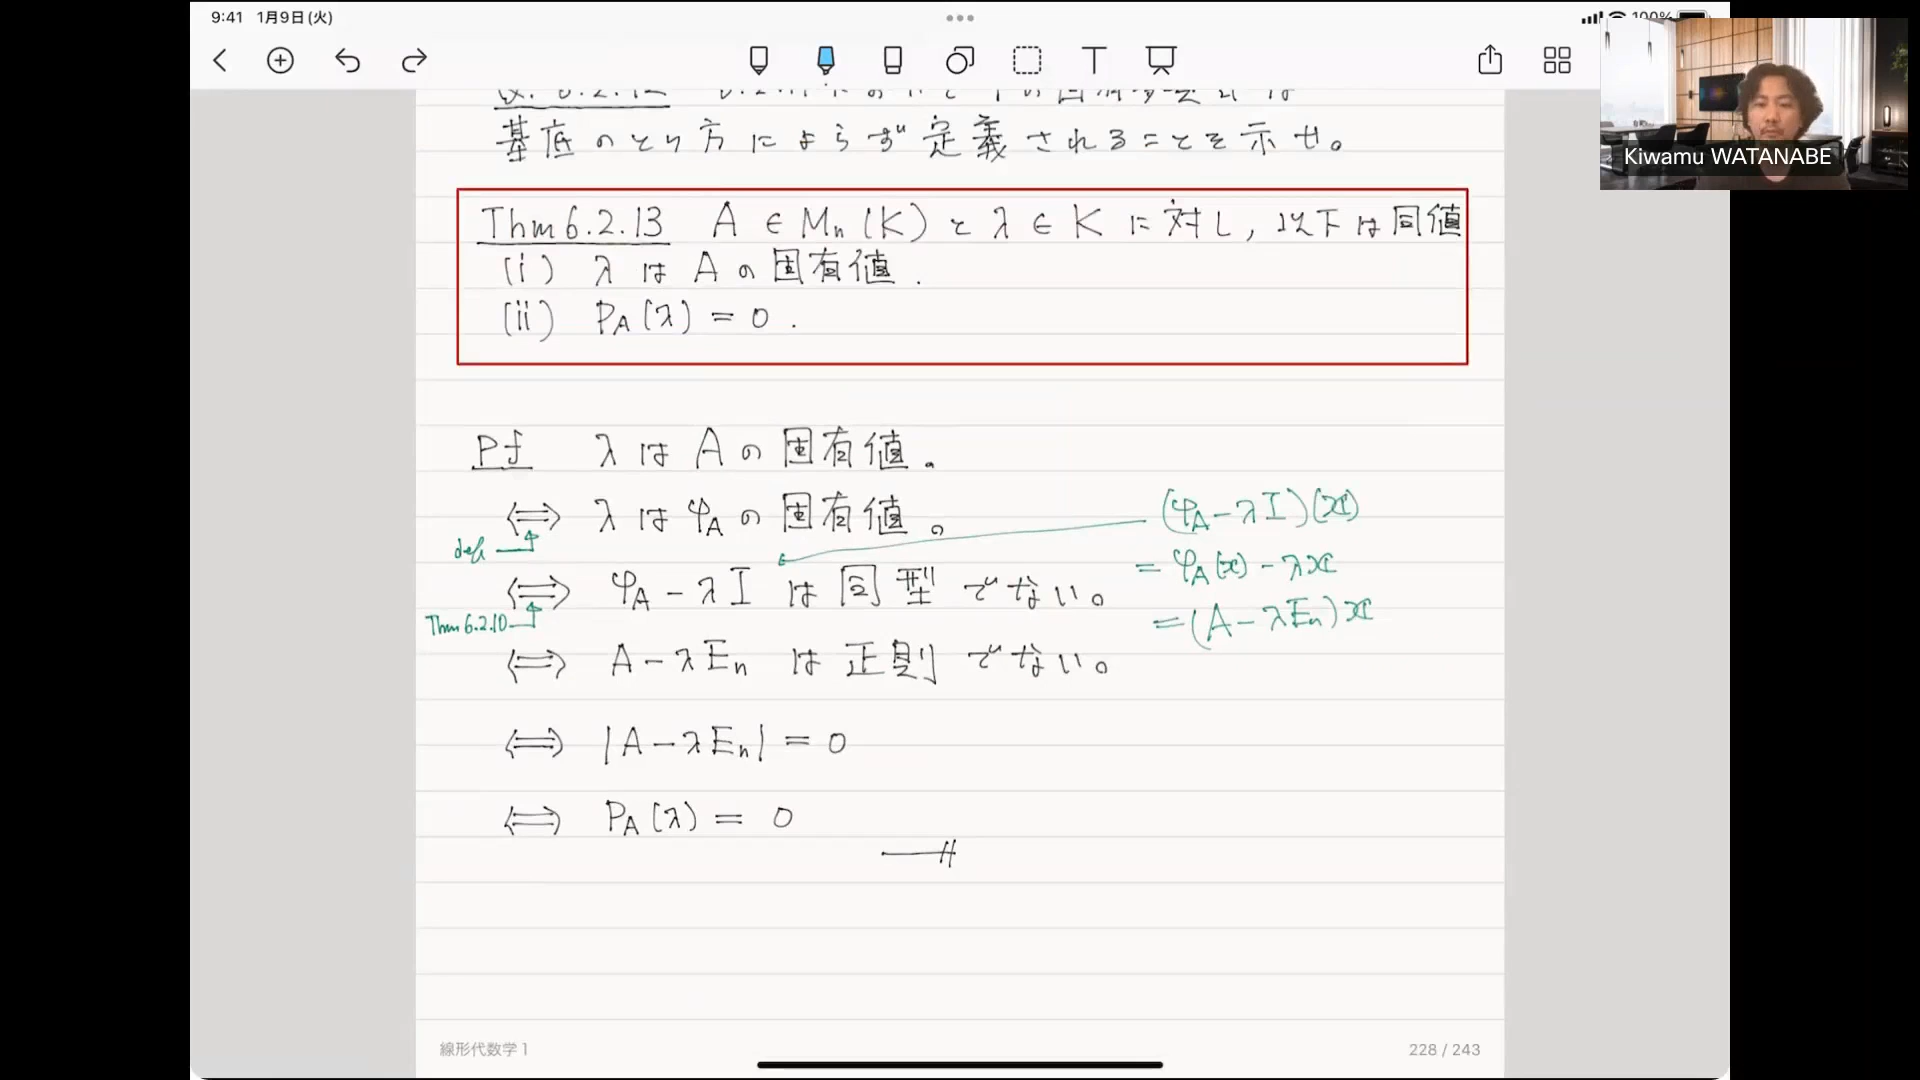 9:41 1月9日(火)
100%
Kiwamu WATANABE
基底のとり方によらず定義されることを示せ。
Thm 6.2.13 A ∈ Mn(K) と λ ∈ K に対し, 以下は同値
(i) λ は A の固有値.
(ii) PA(λ) = 0.
Pf λ は A の固有値.
⟺ λ は φA の固有値。
def
⟺ φA − λI は同型でない。
Thm 6.2.10
(φA − λI)(x)
= φA(x) − λx
= (A − λEn)x
⟺ A − λEn は正則でない。
⟺ |A − λEn| = 0
⟺ PA(λ) = 0
線形代数学1
228 / 243